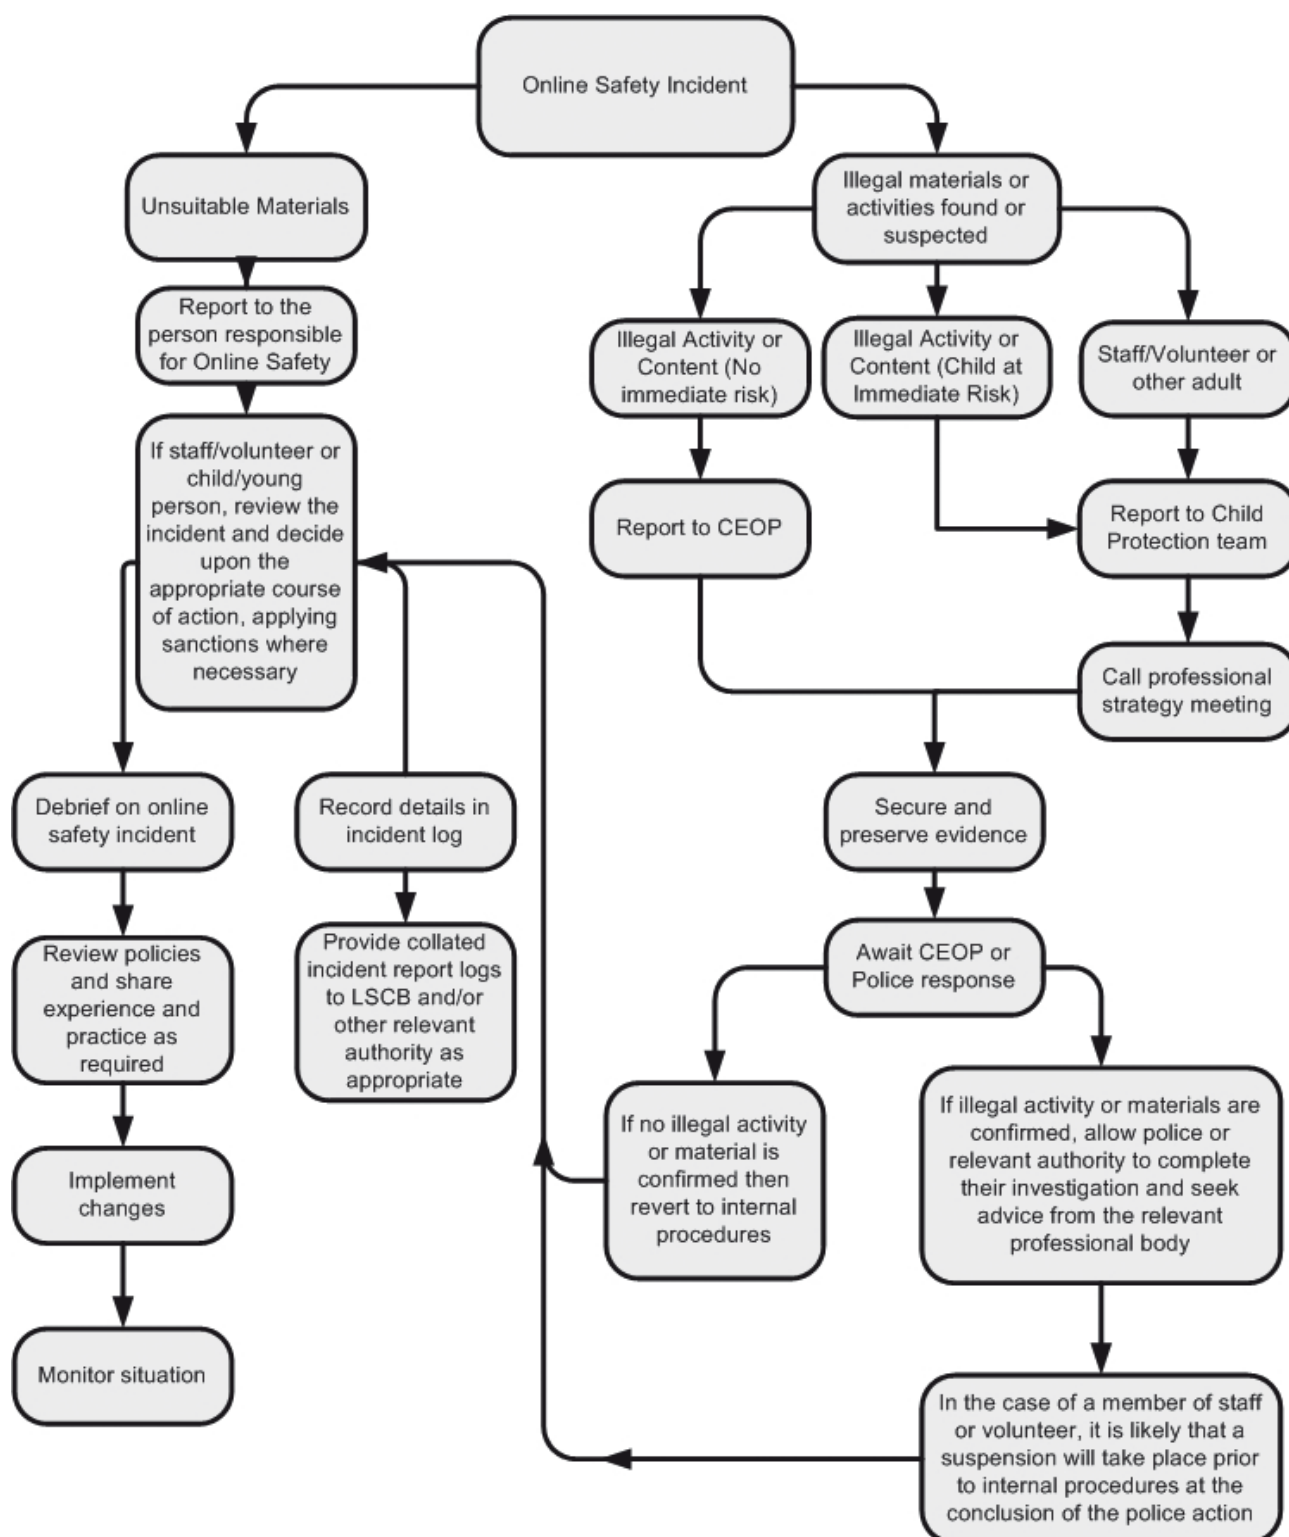 Online Safety Incident
Unsuitable Materials
Illegal materials or
activities found or
suspected
Report to the
person responsible
for Online Safety
Illegal Activity or
Content (No
immediate risk)
Illegal Activity or
Content (Child at
Immediate Risk)
Staff/Volunteer or
other adult
If staff/volunteer or
child/young
person, review the
incident and decide
upon the
appropriate course
of action, applying
sanctions where
necessary
Report to CEOP
Report to Child
Protection team
Call professional
strategy meeting
Debrief on online
safety incident
Record details in
incident log
Secure and
preserve evidence
Review policies
and share
experience and
practice as
required
Provide collated
incident report logs
to LSCB and/or
other relevant
authority as
appropriate
Await CEOP or
Police response
If no illegal activity
or material is
confirmed then
revert to internal
procedures
If illegal activity or materials are
confirmed, allow police or
relevant authority to complete
their investigation and seek
advice from the relevant
professional body
Implement
changes
Monitor situation
In the case of a member of staff
or volunteer, it is likely that a
suspension will take place prior
to internal procedures at the
conclusion of the police action